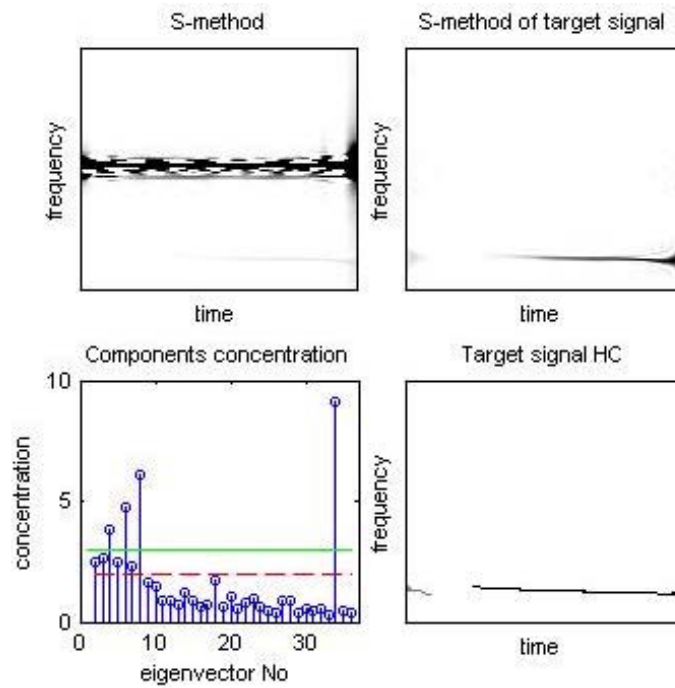 S-method
frequency
time
S-method of target signal
frequency
time
Components concentration
concentration
10
5
0
0
10
20
30
eigenvector No
Target signal HC
frequency
time